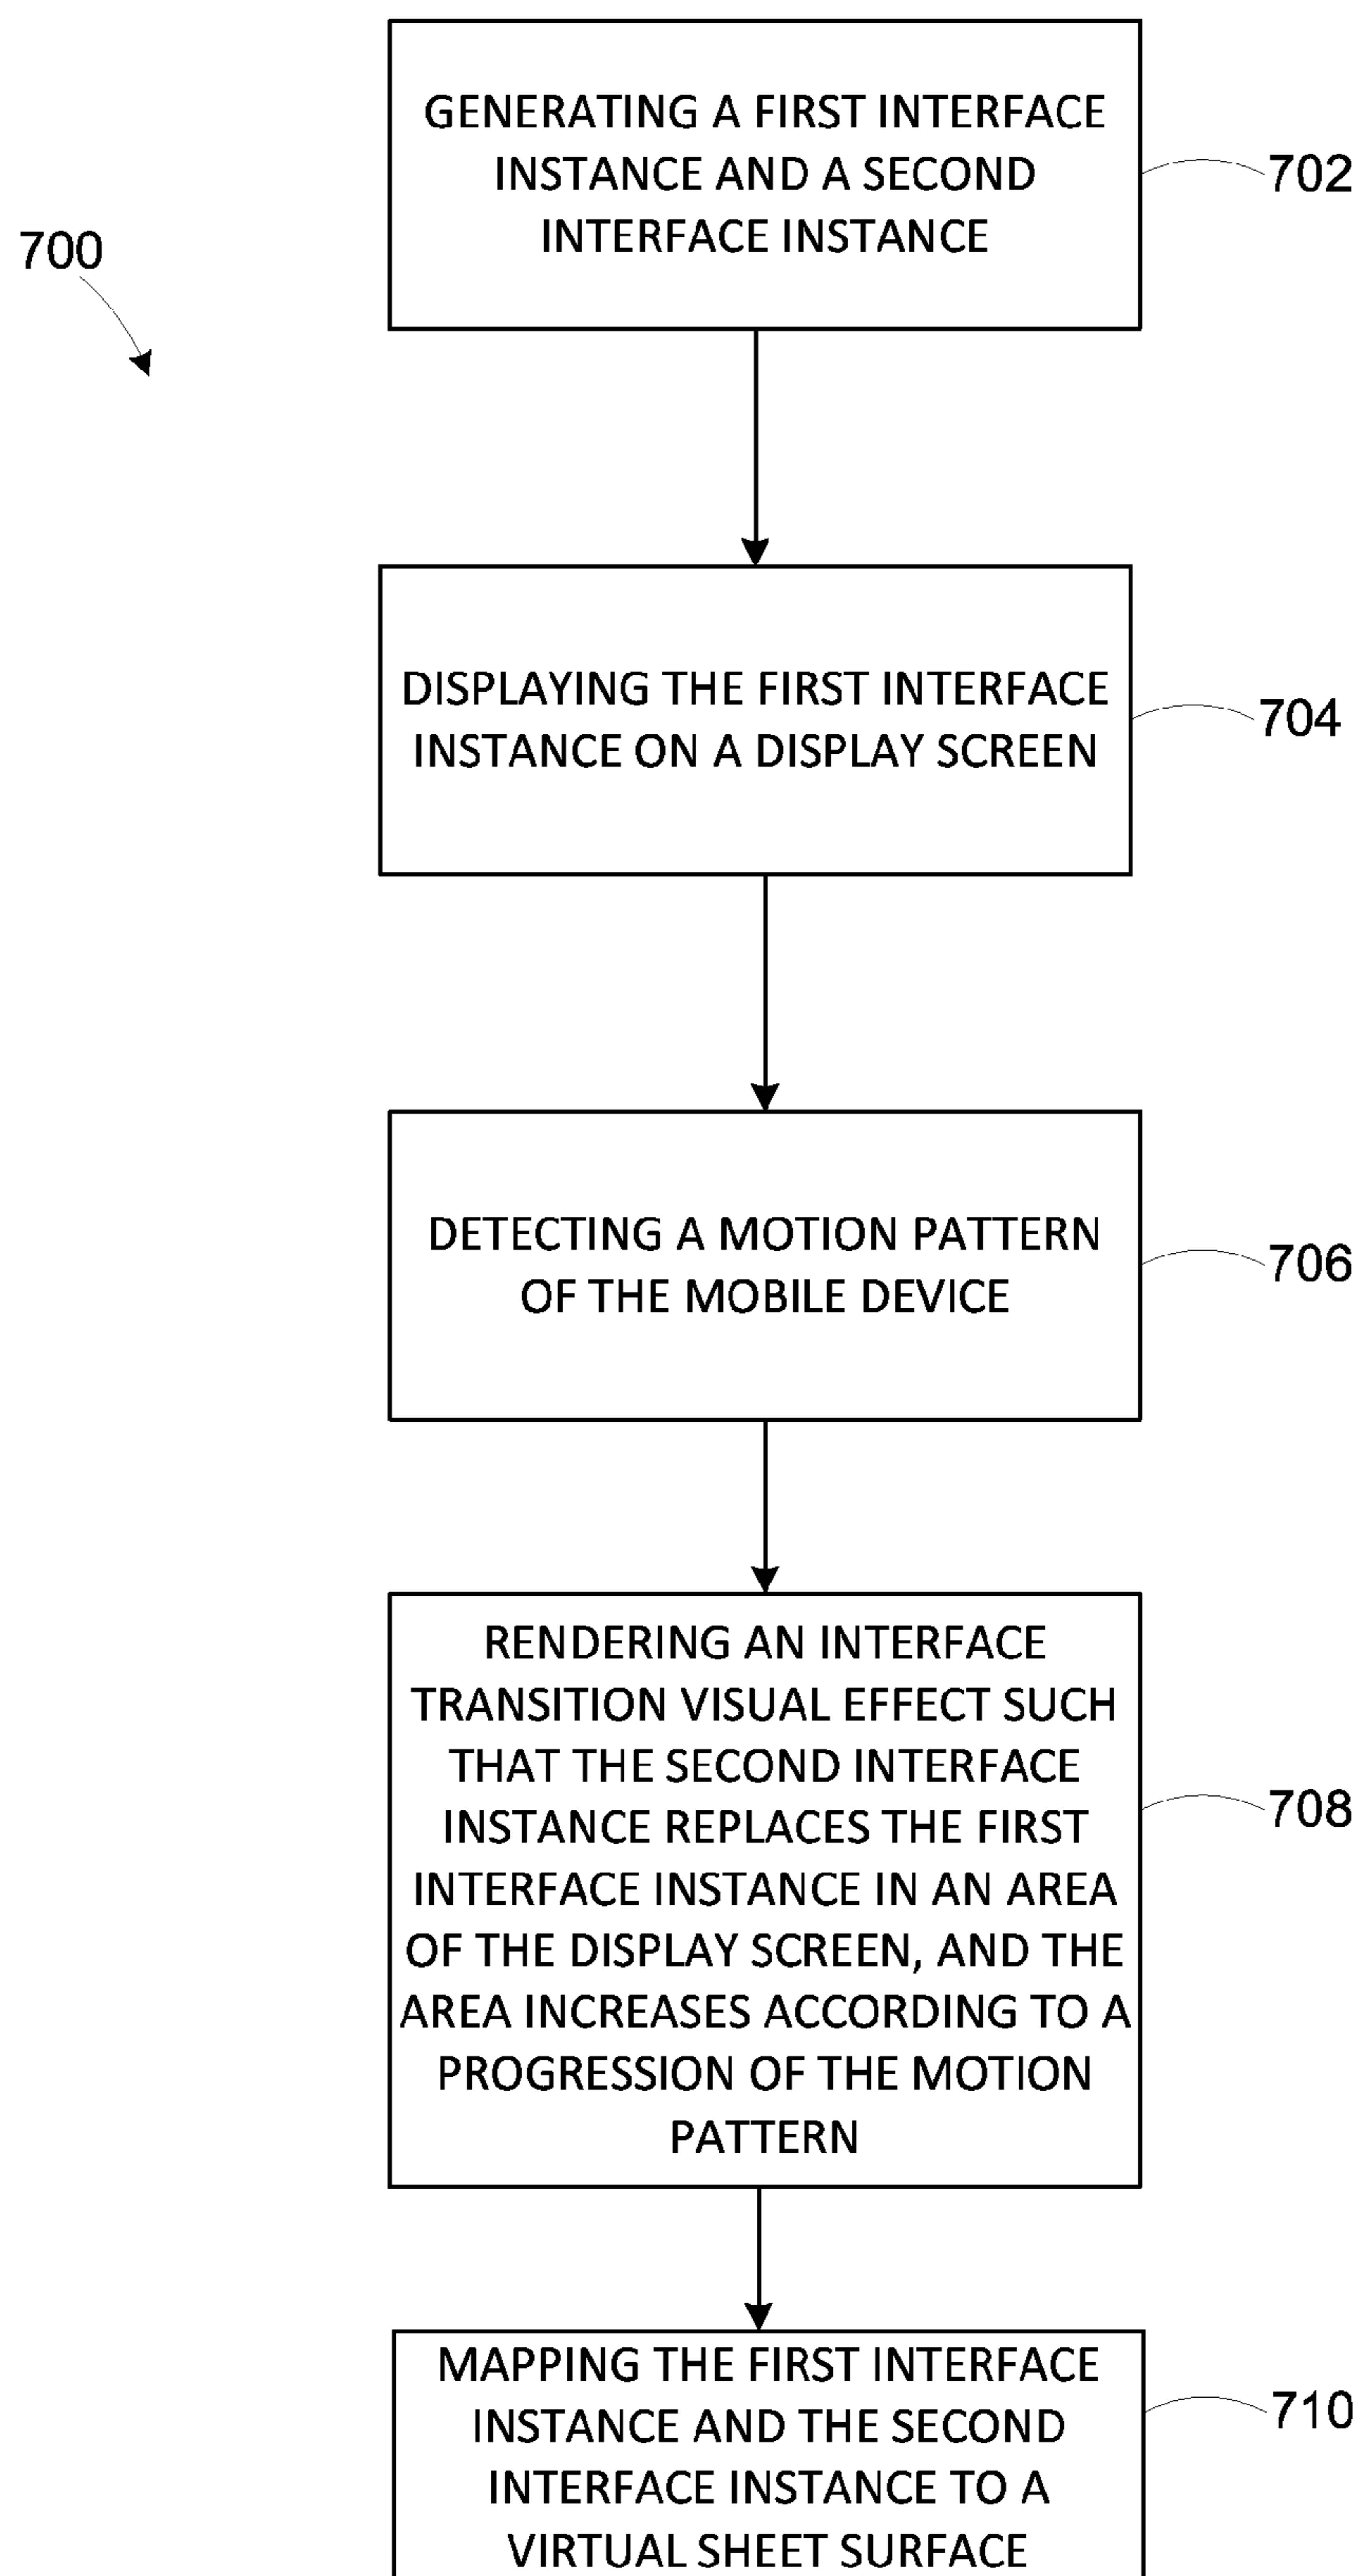 GENERATING A FIRST INTERFACE
INSTANCE AND A SECOND
INTERFACE INSTANCE
702
700
DISPLAYING THE FIRST INTERFACE
INSTANCE ON A DISPLAY SCREEN
704
DETECTING A MOTION PATTERN
OF THE MOBILE DEVICE
706
RENDERING AN INTERFACE
TRANSITION VISUAL EFFECT SUCH
THAT THE SECOND INTERFACE
INSTANCE REPLACES THE FIRST
INTERFACE INSTANCE IN AN AREA
OF THE DISPLAY SCREEN, AND THE
AREA INCREASES ACCORDING TO A
PROGRESSION OF THE MOTION
PATTERN
708
MAPPING THE FIRST INTERFACE
INSTANCE AND THE SECOND
INTERFACE INSTANCE TO A
VIRTUAL SHEET SURFACE
710